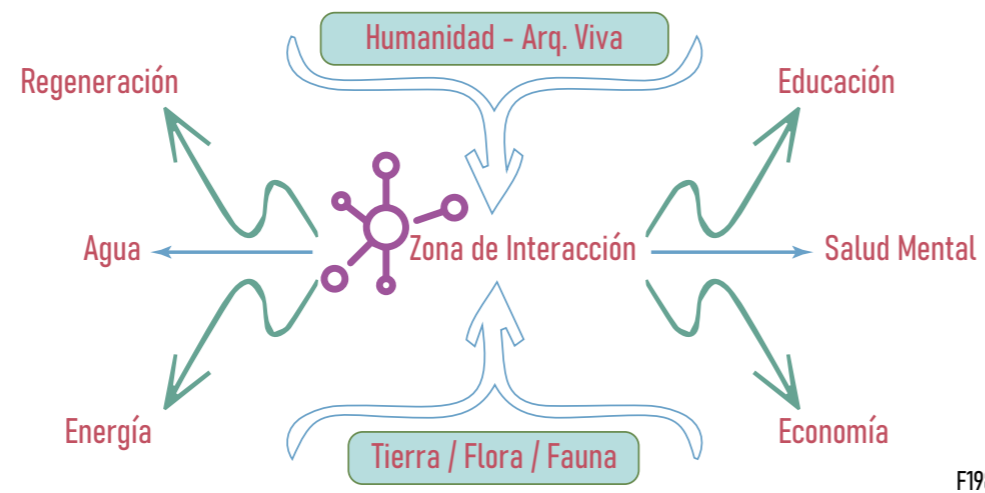 Humanidad - Arq. Viva
Regeneración
Educación
Agua
Zona de Interacción
Salud Mental
Energía
Economía
Tierra / Flora / Fauna